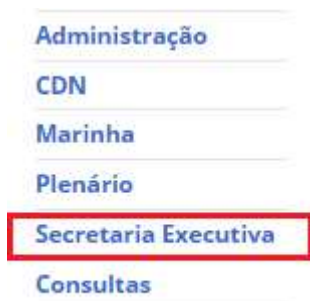 Administração
CDN
Marinha
Plenário
Secretaria Executiva
Consultas